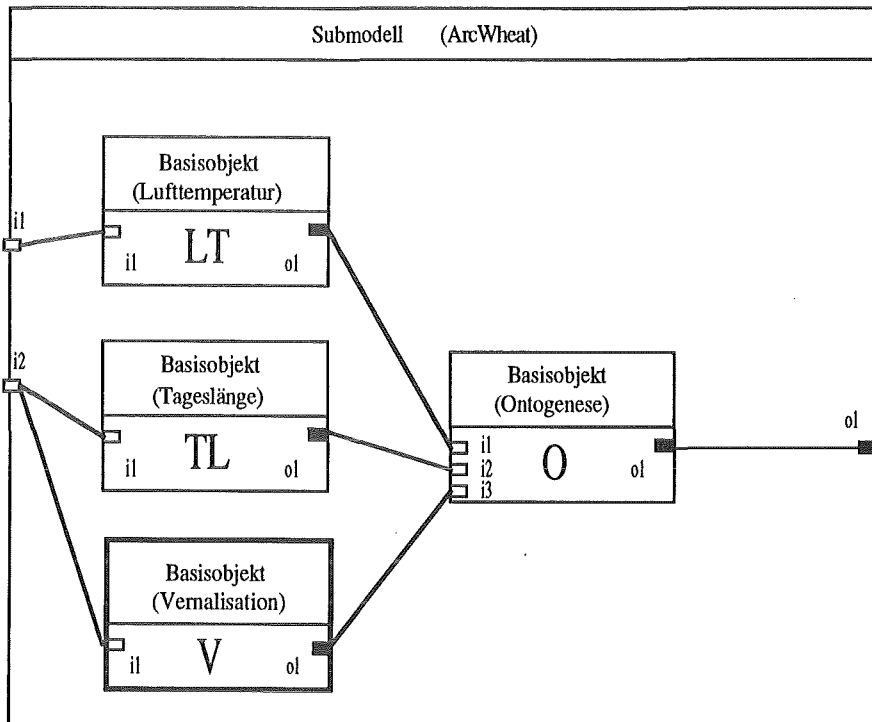 Submodell (ArcWheat)
Basisobjekt
(Lufttemperatur)
i1
LT
i1 o1
i2
Basisobjekt
(Tageslänge)
TL
i1 o1
Basisobjekt
(Ontogenese)
i1
i2
i3
O
o1
o1
Basisobjekt
(Vernalisation)
V
i1 o1